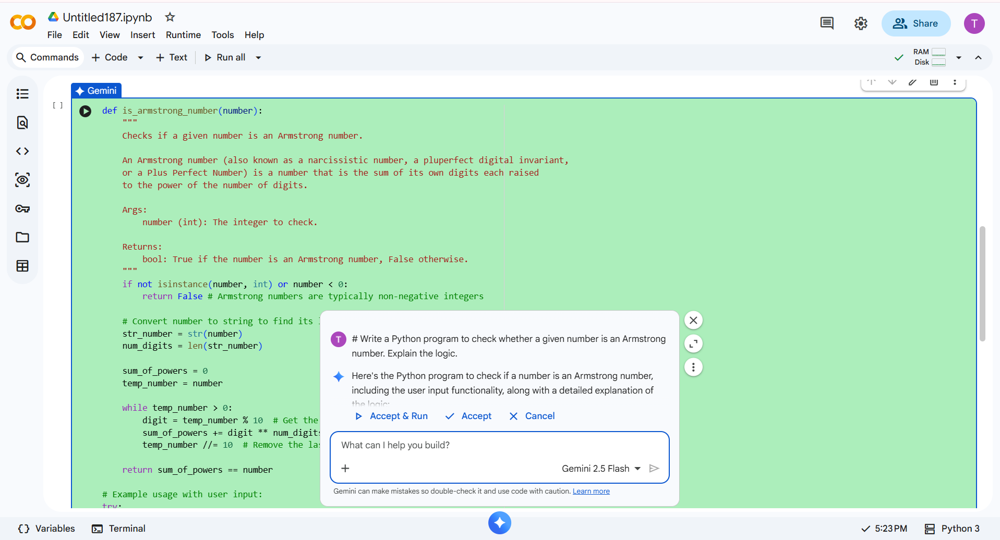 Untitled187.ipynb
File Edit View Insert Runtime Tools Help
Share
T
Commands + Code + Text Run all
RAM
Disk
Gemini
[ ]
def is_armstrong_number(number):
"""
Checks if a given number is an Armstrong number.
An Armstrong number (also known as a narcissistic number, a pluperfect digital invariant,
or a Plus Perfect Number) is a number that is the sum of its own digits each raised
to the power of the number of digits.
Args:
number (int): The integer to check.
Returns:
bool: True if the number is an Armstrong number, False otherwise.
"""
if not isinstance(number, int) or number < 0:
return False # Armstrong numbers are typically non-negative integers
# Convert number to string to find its
str_number = str(number)
num_digits = len(str_number)
sum_of_powers = 0
temp_number = number
while temp_number > 0:
digit = temp_number % 10 # Get the
sum_of_powers += digit ** num_digits
temp_number //= 10 # Remove the las
return sum_of_powers == number
# Example usage with user input:
try:
T
# Write a Python program to check whether a given number is an Armstrong
number. Explain the logic.
Here's the Python program to check if a number is an Armstrong number,
including the user input functionality, along with a detailed explanation of
the logic:
Accept & Run Accept Cancel
What can I help you build?
+ Gemini 2.5 Flash
Gemini can make mistakes so double-check it and use code with caution. Learn more
Variables Terminal
5:23 PM Python 3